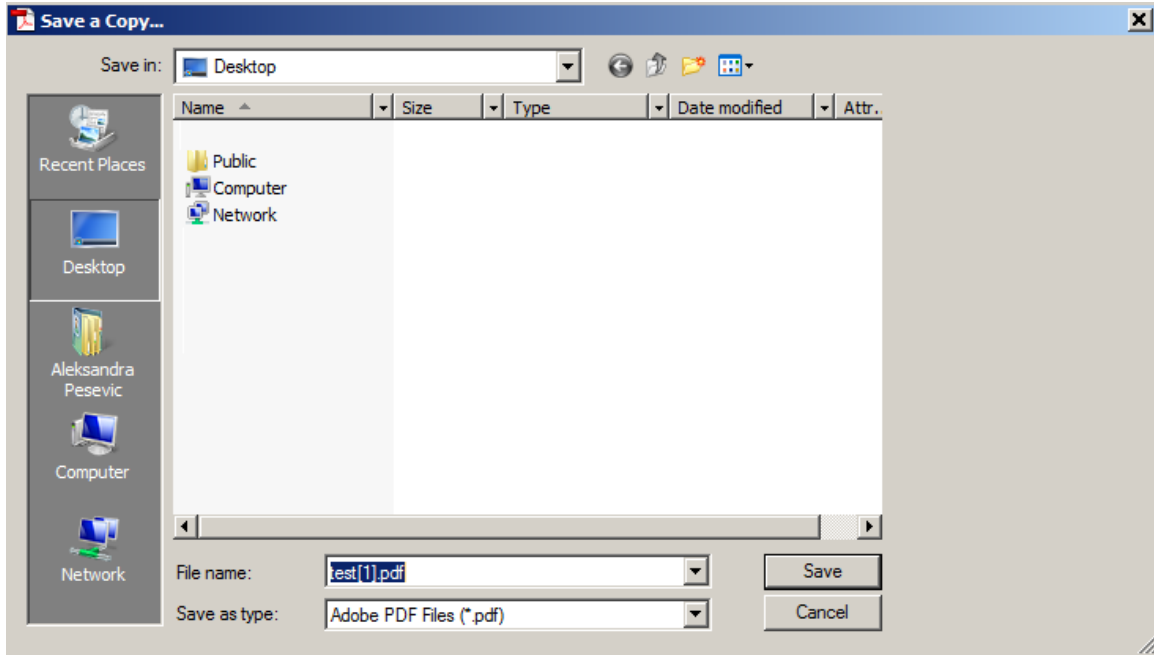 Save a Copy...
Save in:
Desktop
Name
Size
Type
Date modified
Attr.
Recent Places
Desktop
Aleksandra
Pesevic
Computer
Network
Public
Computer
Network
File name:
test[1].pdf
Save
Save as type:
Adobe PDF Files (*.pdf)
Cancel